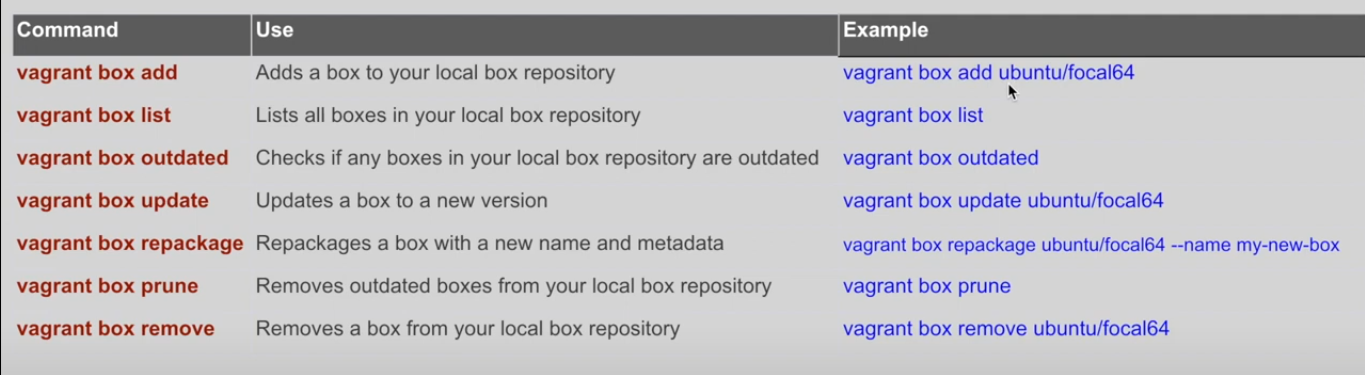 Command Use Example
vagrant box add Adds a box to your local box repository vagrant box add ubuntu/focal64
vagrant box list Lists all boxes in your local box repository vagrant box list
vagrant box outdated Checks if any boxes in your local box repository are outdated vagrant box outdated
vagrant box update Updates a box to a new version vagrant box update ubuntu/focal64
vagrant box repackage Repackages a box with a new name and metadata vagrant box repackage ubuntu/focal64 --name my-new-box
vagrant box prune Removes outdated boxes from your local box repository vagrant box prune
vagrant box remove Removes a box from your local box repository vagrant box remove ubuntu/focal64